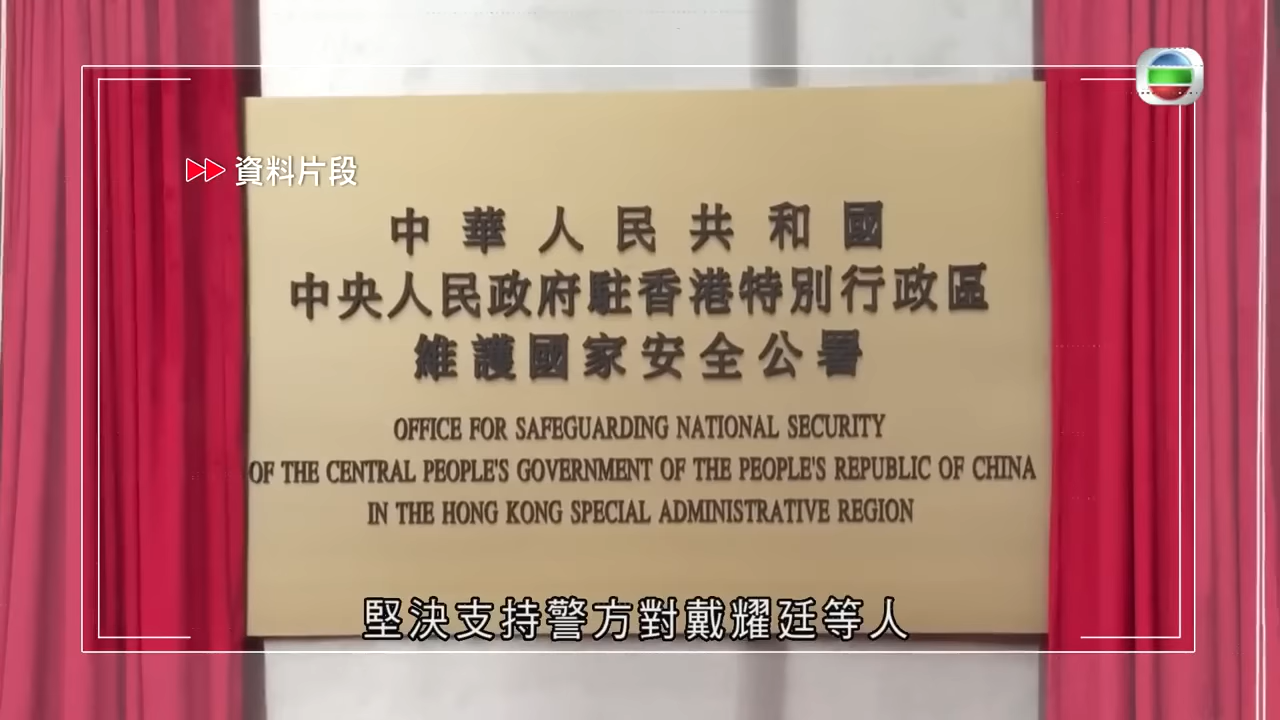 資料片段
中華人民共和國
中央人民政府駐香港特別行政區
維護國家安全公署
OFFICE FOR SAFEGUARDING NATIONAL SECURITY
OF THE CENTRAL PEOPLE'S GOVERNMENT OF THE PEOPLE'S REPUBLIC OF CHINA
IN THE HONG KONG SPECIAL ADMINISTRATIVE REGION
堅決支持警方對戴耀廷等人